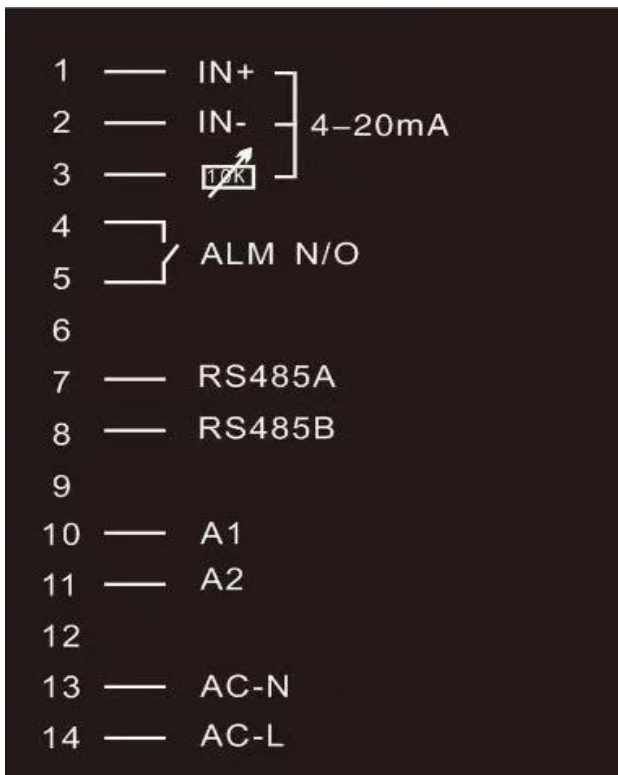 1 IN+
2 IN- 4–20mA
3 10K
4
ALM N/O
5
6
7 RS485A
8 RS485B
9
10 A1
11 A2
12
13 AC-N
14 AC-L